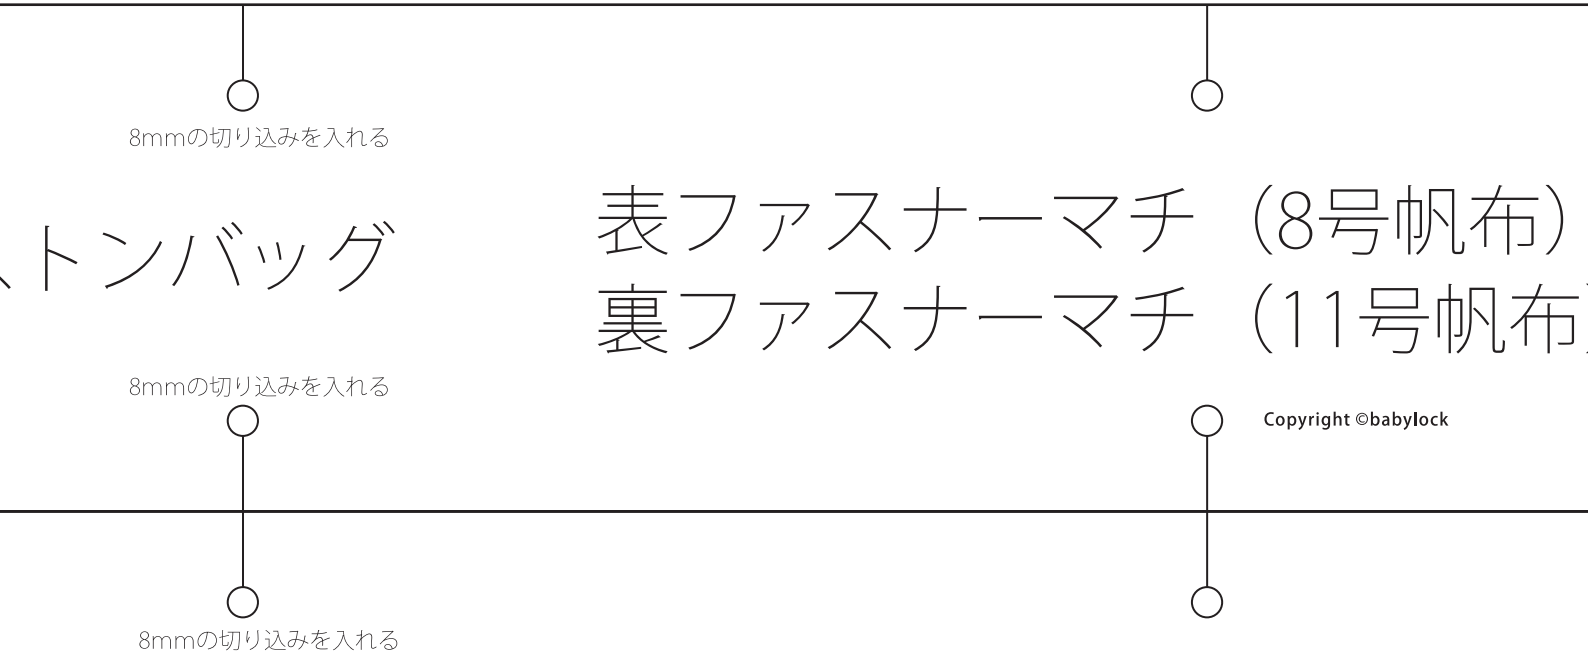 8mmの切り込みを入れる
トンバッグ
表ファスナーマチ（8号帆布）
裏ファスナーマチ（11号帆布）
8mmの切り込みを入れる
Copyright ©babylock
8mmの切り込みを入れる